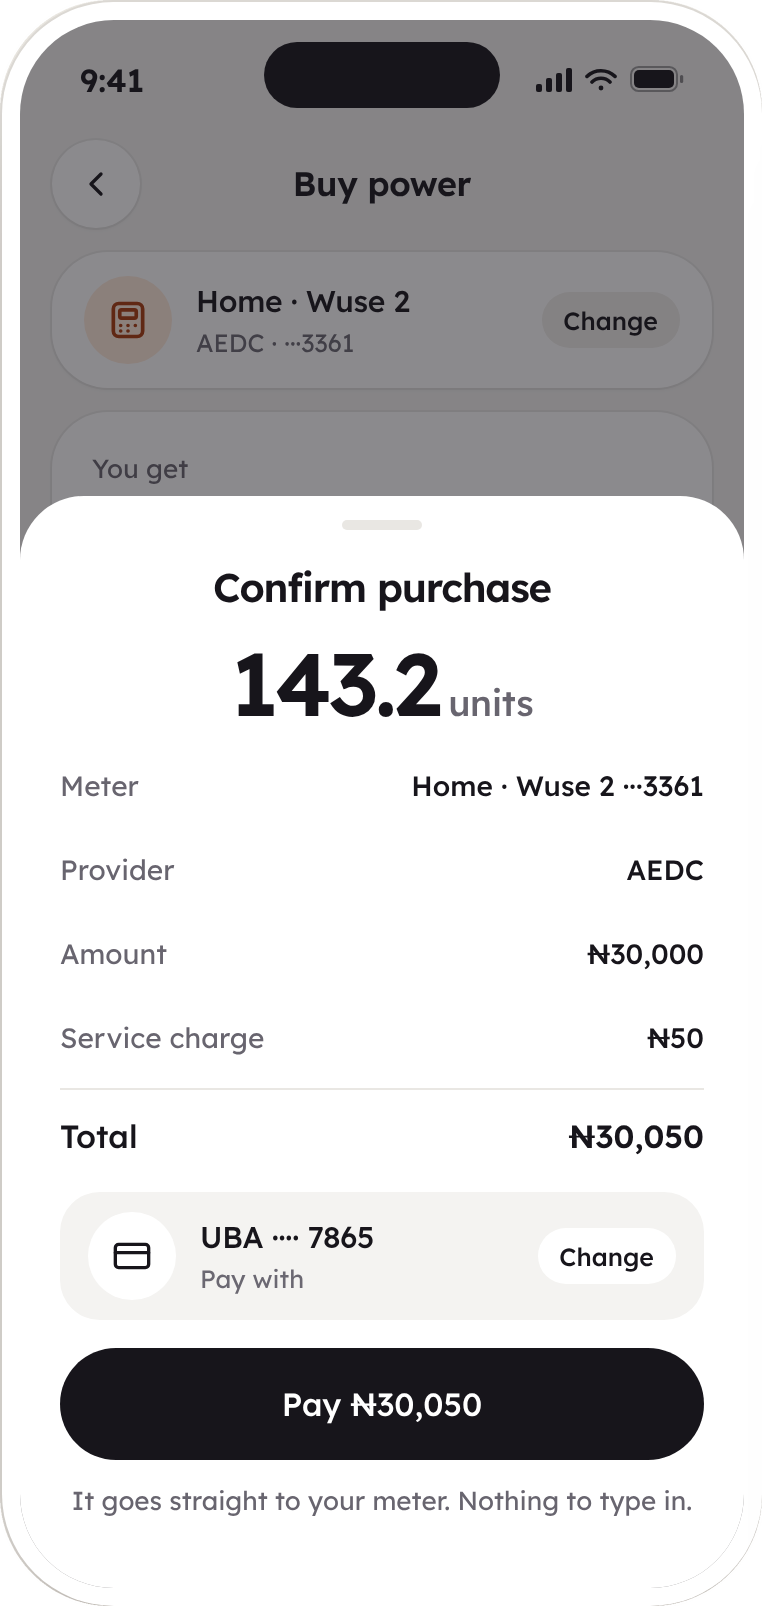 9:41
Buy power
Home · Wuse 2
AEDC · ···3361
Change
You get
Confirm purchase
143.2 units
Meter Home · Wuse 2 ···3361
Provider AEDC
Amount ₦30,000
Service charge ₦50
Total ₦30,050
UBA ···· 7865
Pay with
Change
Pay ₦30,050
It goes straight to your meter. Nothing to type in.